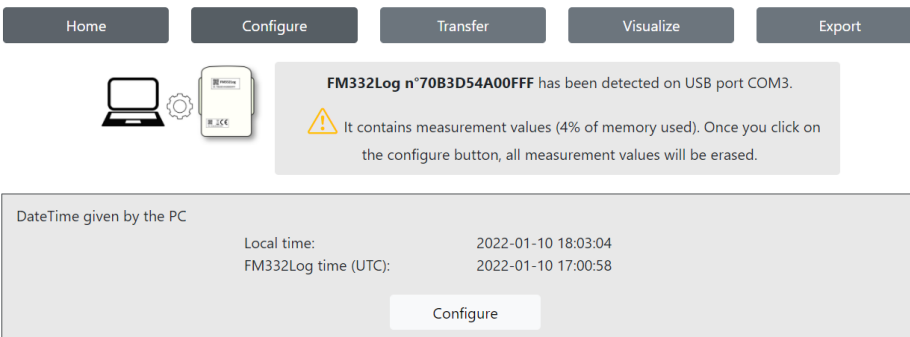 Home Configure Transfer Visualize Export
FM332Log n°70B3D54A00FFF has been detected on USB port COM3.
It contains measurement values (4% of memory used). Once you click on
the configure button, all measurement values will be erased.
DateTime given by the PC
Local time: 2022-01-10 18:03:04
FM332Log time (UTC): 2022-01-10 17:00:58
Configure